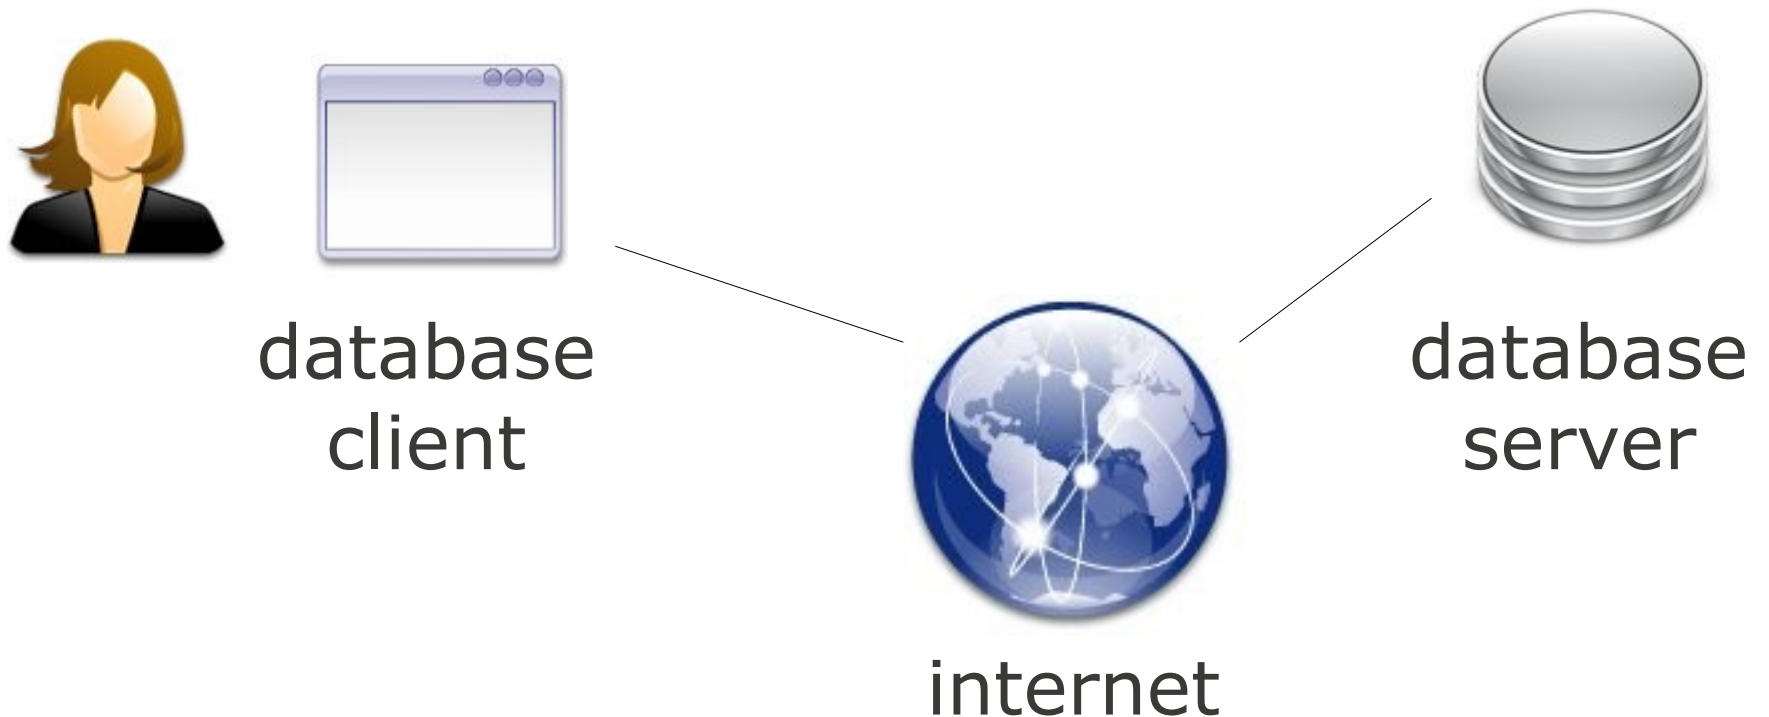 database
client
database
server
internet